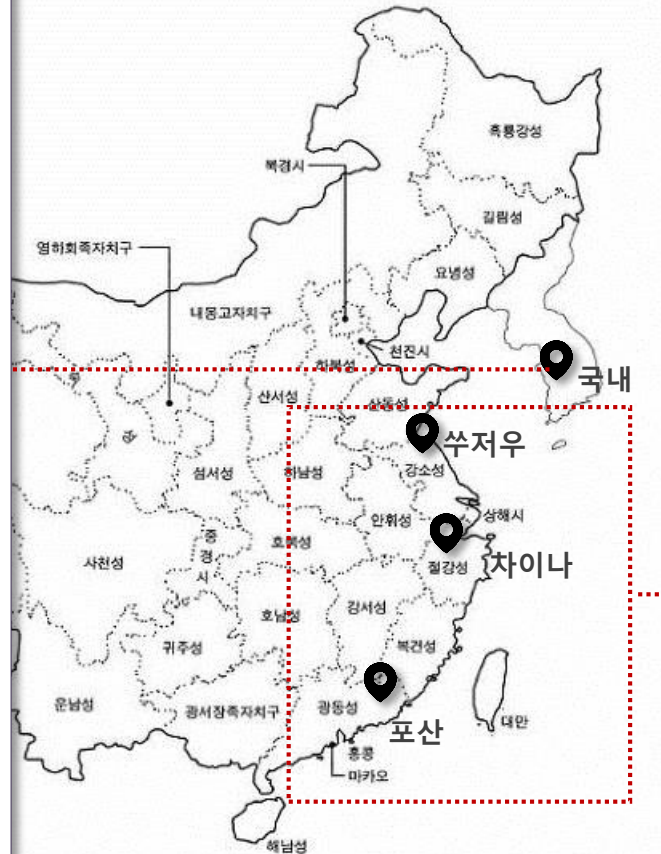 흑룡강성
북경시
길림성
영하회족자치구
요녕성
내몽고자치구
천진시
하북성
국내
산서성
산동성
쑤저우
섬서성
하남성
강소성
안휘성
상해시
중경시
호북성
사천성
절강성
차이나
강서성
호남성
복건성
귀주성
운남성
광서장족자치구
광동성
대만
포산
홍콩
마카오
해남성